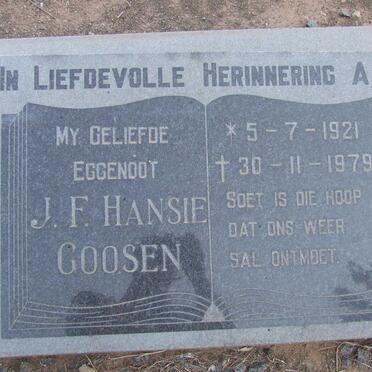 IN LIEFDEVOLLE HERINNERING A
MY GELIEFDE
EGGENOOT
J. F. HANSIE
GOOSEN
* 5-7-1921
† 30-11-1979
SOET IS DIE HOOP
DAT ONS WEER
SAL ONTMOET.